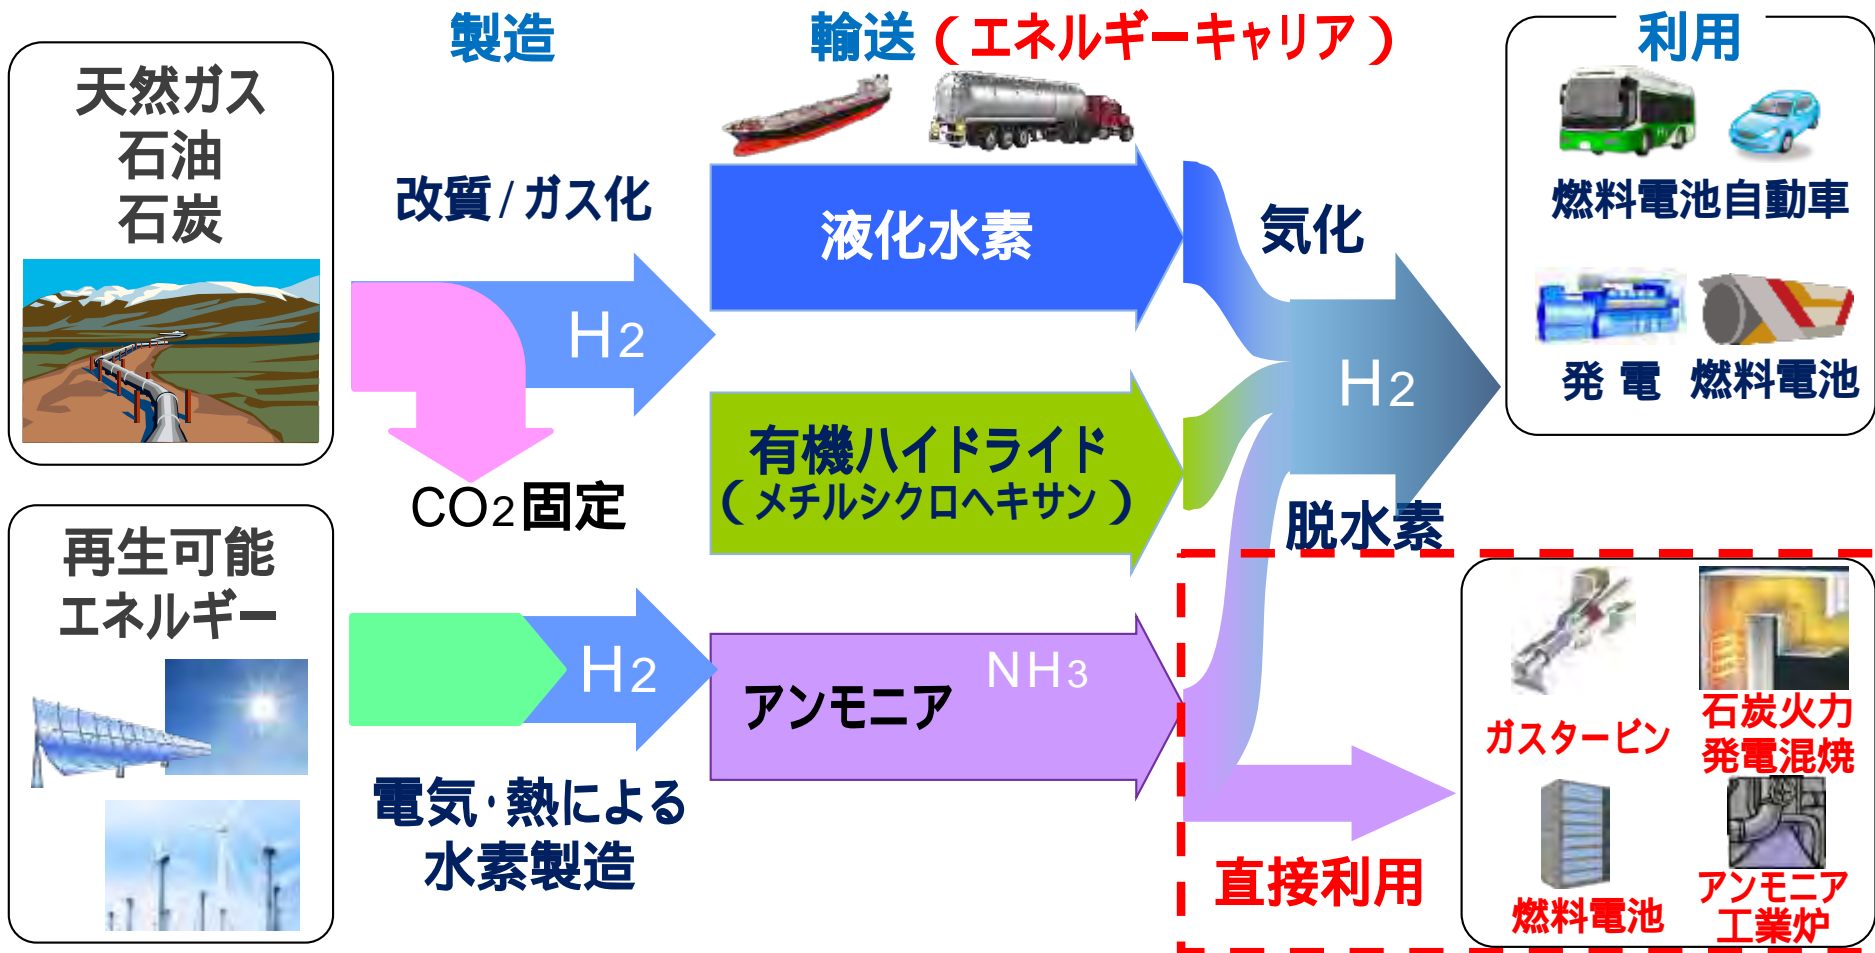 製造
輸送(エネルギーキャリア)
利用
天然ガス
石油
石炭
改質/ガス化
H2
CO2固定
再生可能
エネルギー
H2
電気・熱による
水素製造
液化水素
有機ハイドライド
(メチルシクロヘキサン)
アンモニア NH3
気化
H2
脱水素
直接利用
燃料電池自動車
発電
燃料電池
ガスタービン
石炭火力
発電混焼
燃料電池
アンモニア
工業炉